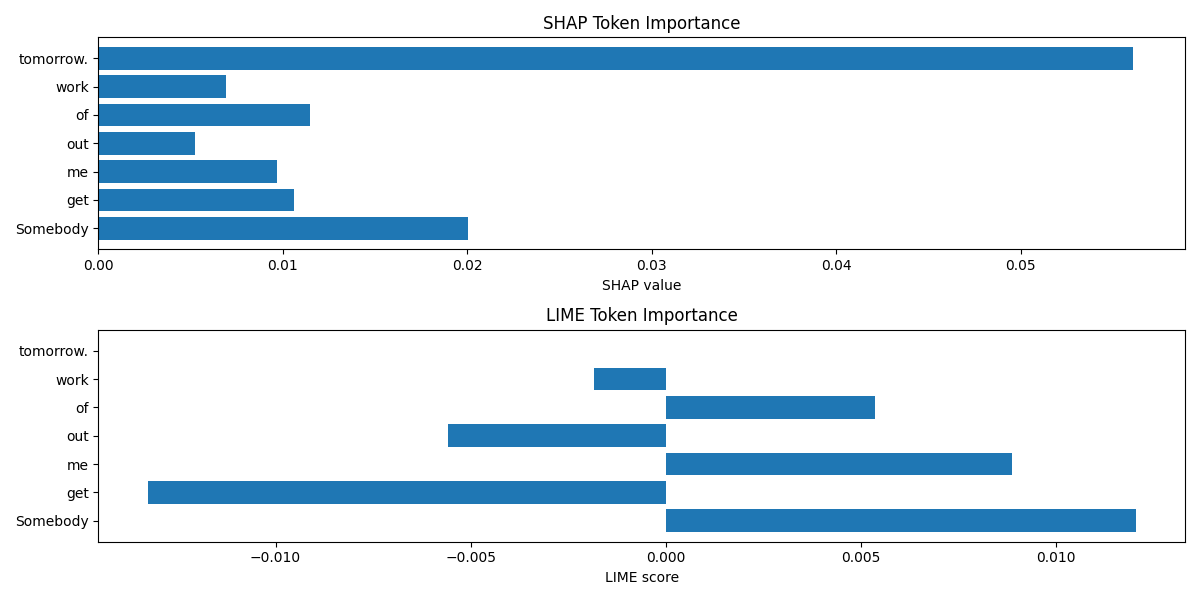 SHAP Token Importance
tomorrow.
work
of
out
me
get
Somebody
0.00 0.01 0.02 0.03 0.04 0.05
SHAP value
LIME Token Importance
tomorrow.
work
of
out
me
get
Somebody
−0.010 −0.005 0.000 0.005 0.010
LIME score